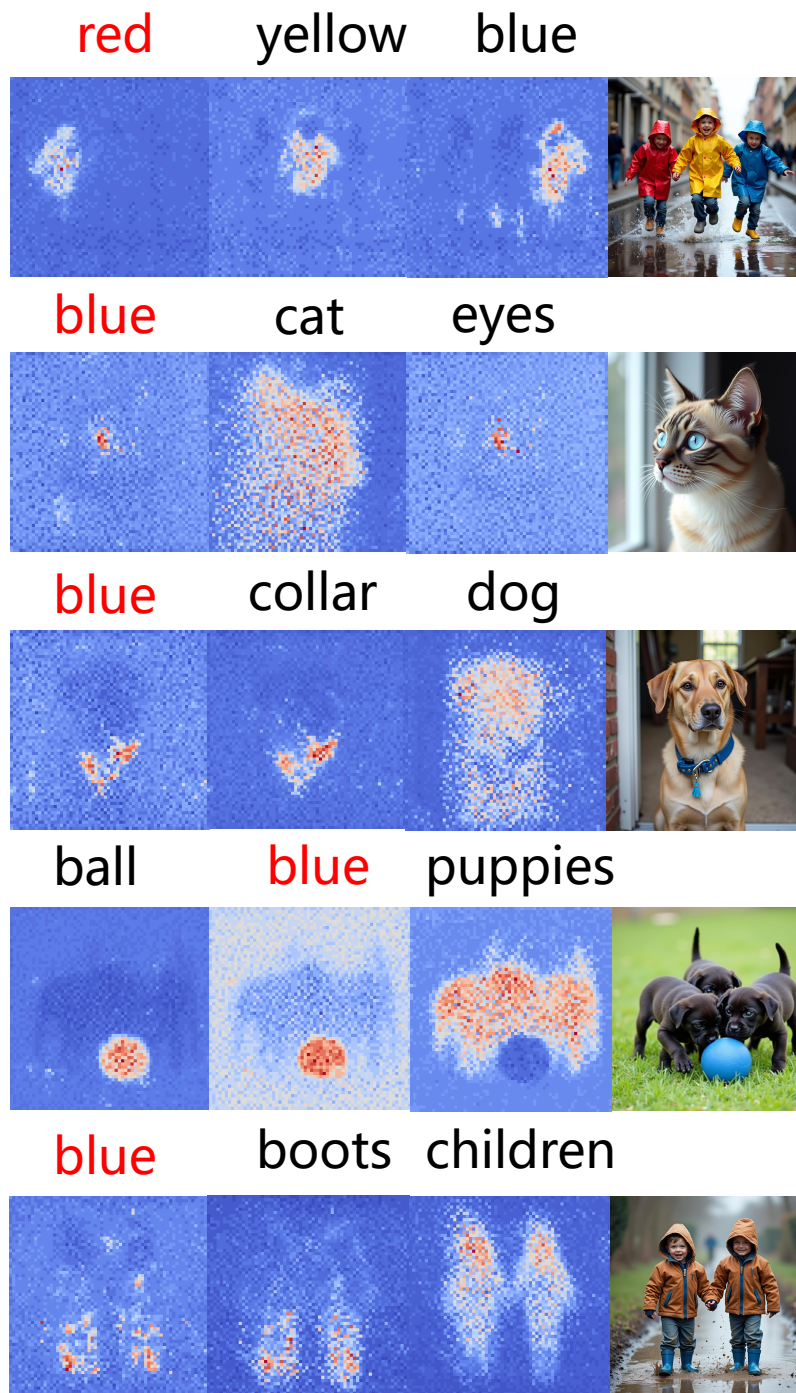 red yellow blue
blue cat eyes
blue collar dog
ball blue puppies
blue boots children